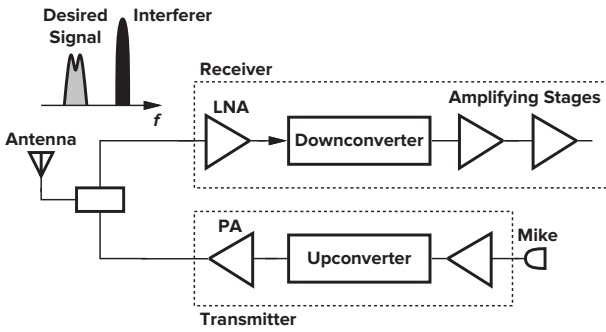 Desired
Signal
Interferer
f
Receiver
LNA
Downconverter
Amplifying Stages
Antenna
PA
Upconverter
Mike
Transmitter